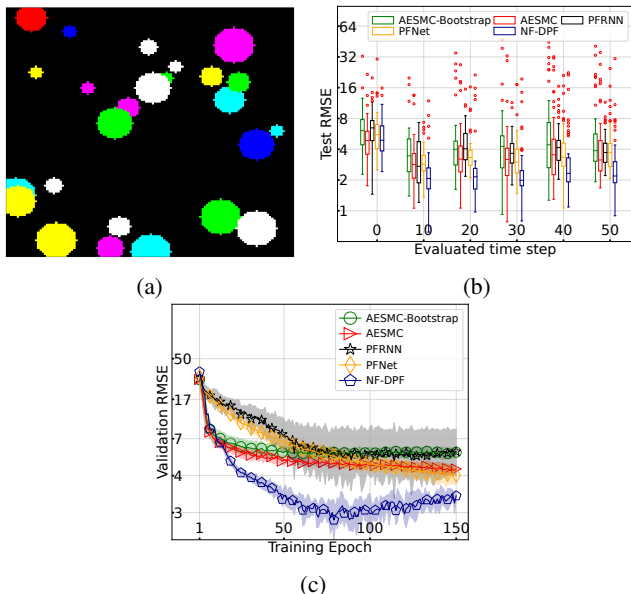 AESMC-Bootstrap AESMC PFRNN
PFNet NF-DPF
64
32
16
8
4
2
1
0 10 20 30 40 50
Test RMSE
Evaluated time step
(a)
(b)
AESMC-Bootstrap
AESMC
PFRNN
PFNet
NF-DPF
50
17
7
4
3
1 50 100 150
Validation RMSE
Training Epoch
(c)